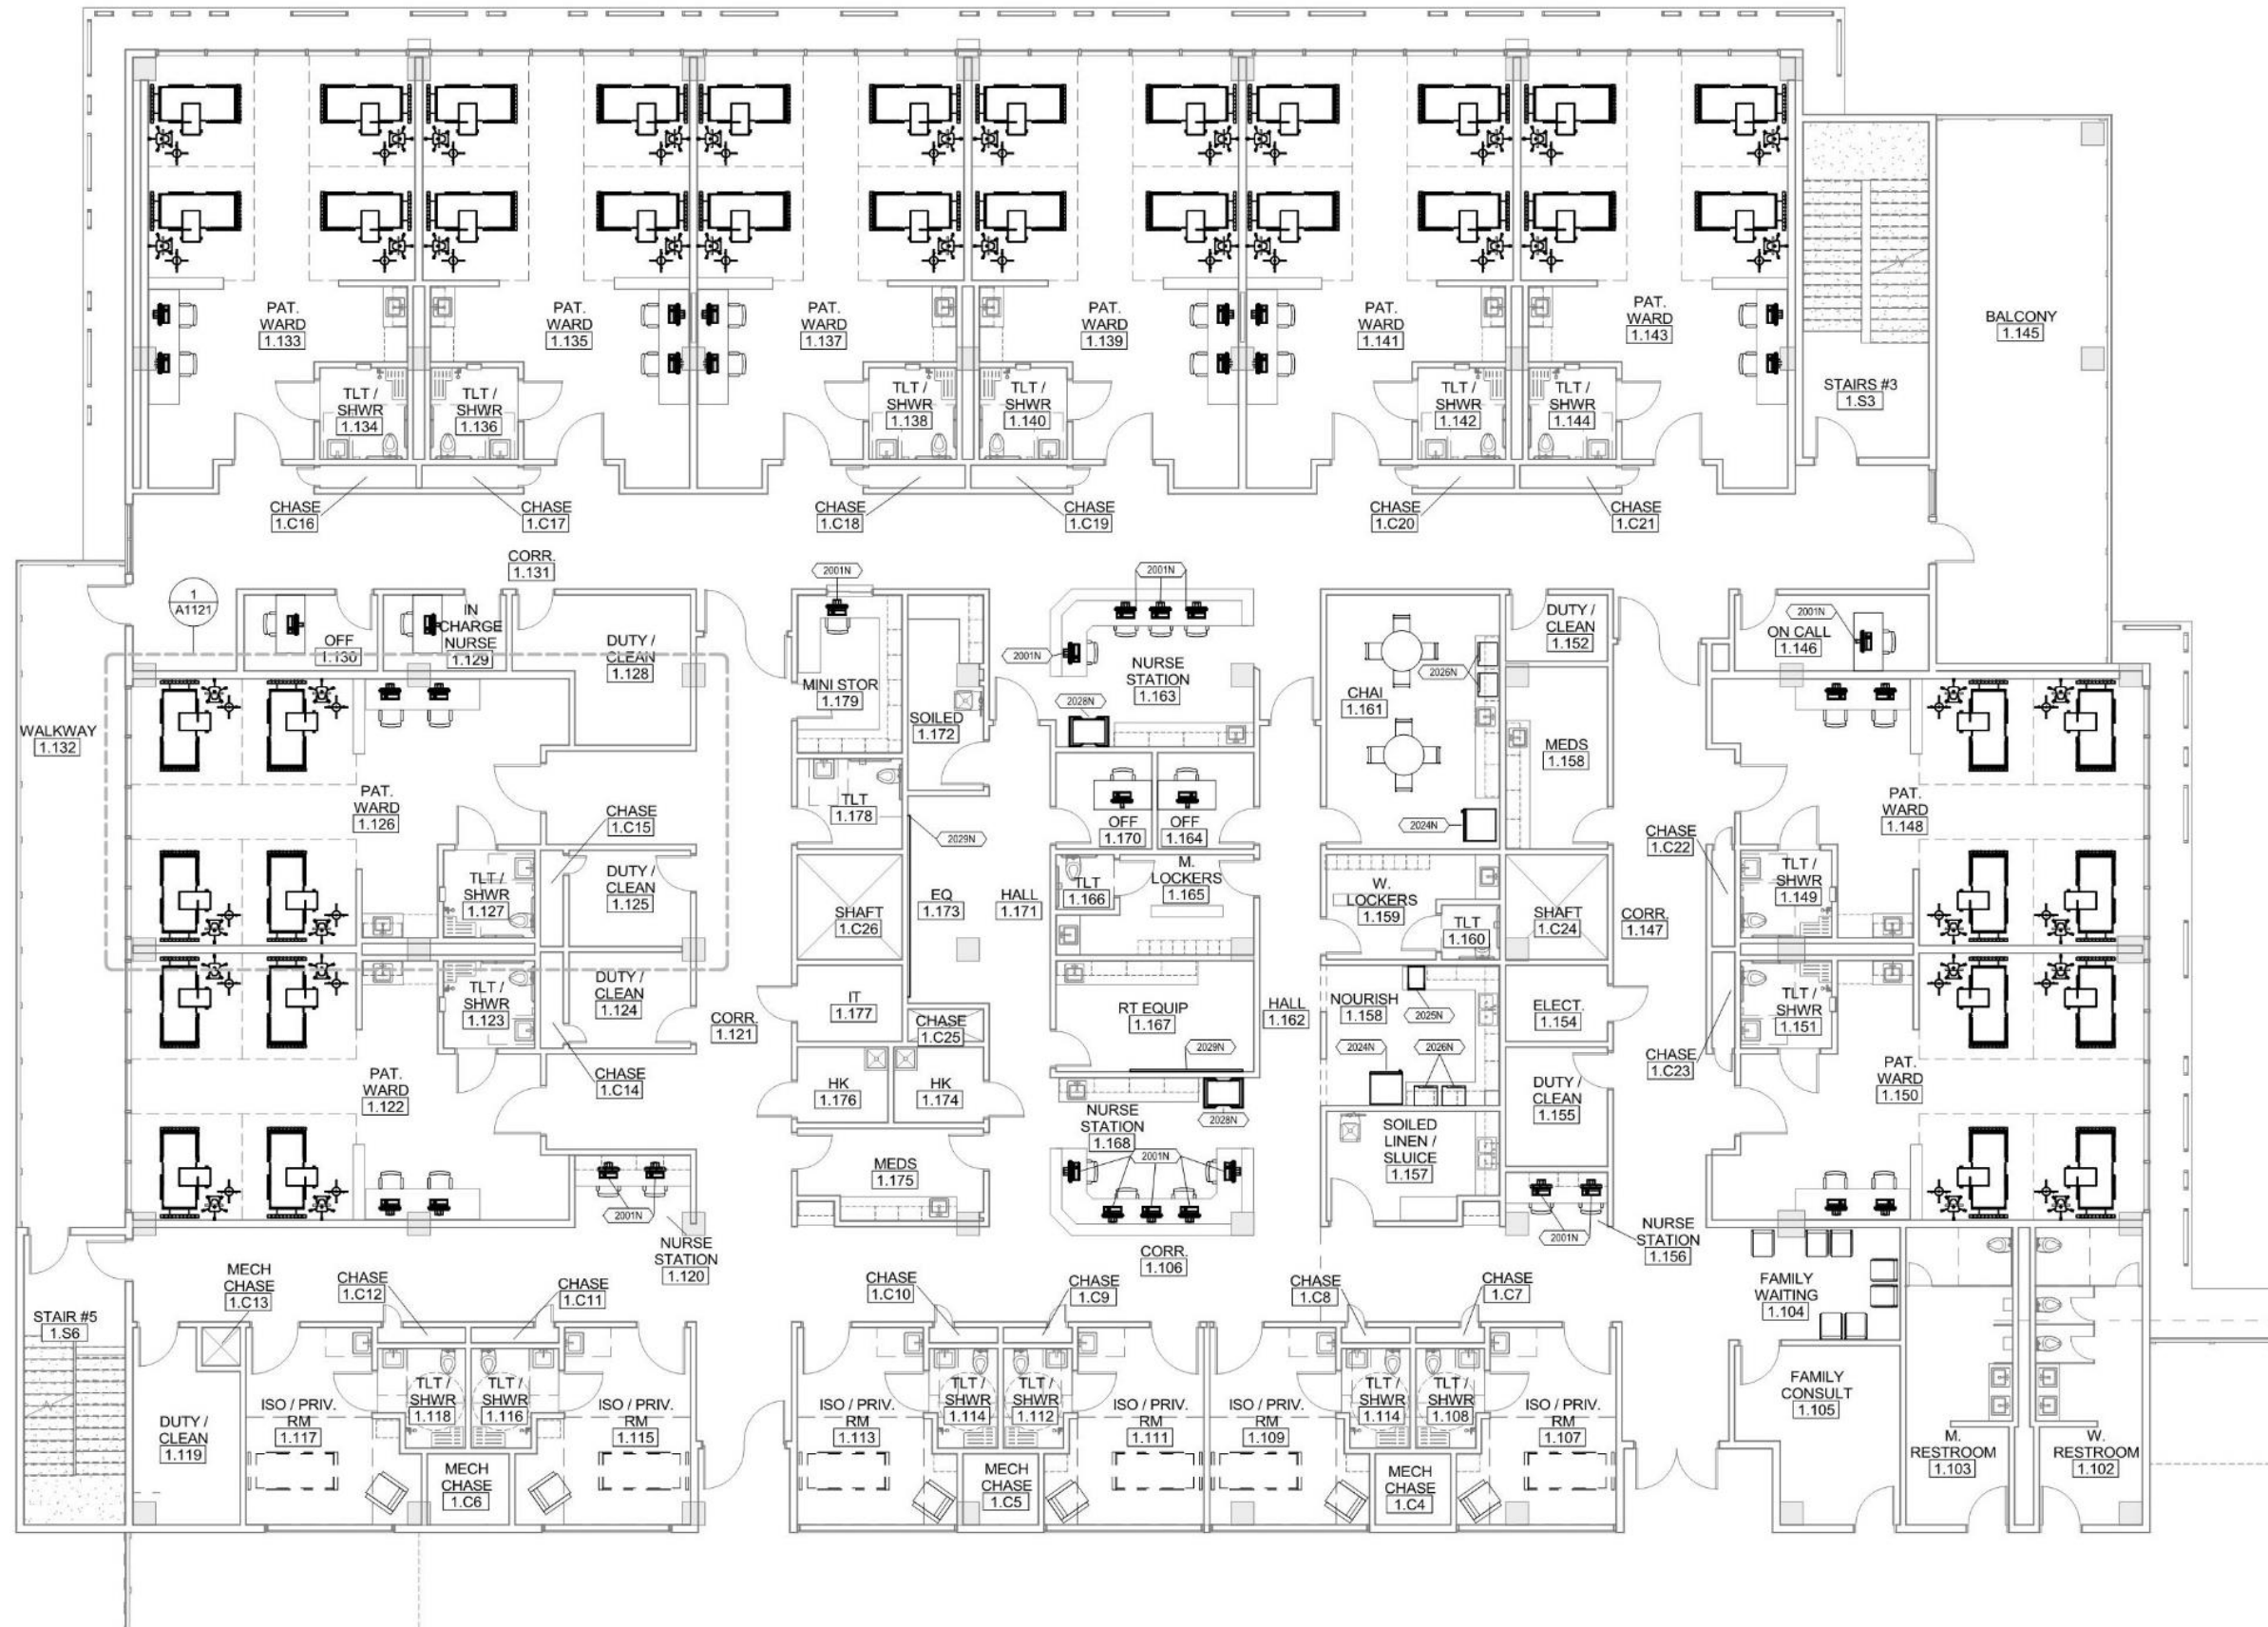 PAT.
WARD
1.133
PAT.
WARD
1.135
PAT.
WARD
1.137
PAT.
WARD
1.139
PAT.
WARD
1.141
PAT.
WARD
1.143
BALCONY
1.145
STAIRS #3
1.S3
TLT /
SHWR
1.134
TLT /
SHWR
1.136
TLT /
SHWR
1.138
TLT /
SHWR
1.140
TLT /
SHWR
1.142
TLT /
SHWR
1.144
CHASE
1.C16
CHASE
1.C17
CHASE
1.C18
CHASE
1.C19
CHASE
1.C20
CHASE
1.C21
CORR.
1.131
1
A1121
OFF
1.130
IN
CHARGE
NURSE
1.129
DUTY /
CLEAN
1.128
2001N
MINI STOR
1.179
SOILED
1.172
2001N
2001N
NURSE
STATION
1.163
2028N
CHAI
1.161
2026N
DUTY /
CLEAN
1.152
MEDS
1.158
2001N
ON CALL
1.146
WALKWAY
1.132
PAT.
WARD
1.126
CHASE
1.C15
TLT /
SHWR
1.127
DUTY /
CLEAN
1.125
TLT
1.178
2029N
OFF
1.170
OFF
1.164
2024N
CHASE
1.C22
PAT.
WARD
1.148
TLT /
SHWR
1.149
SHAFT
1.C26
EQ
1.173
HALL
1.171
TLT
1.166
M.
LOCKERS
1.165
W.
LOCKERS
1.159
TLT
1.160
SHAFT
1.C24
CORR.
1.147
TLT /
SHWR
1.123
DUTY /
CLEAN
1.124
CORR.
1.121
IT
1.177
CHASE
1.C25
RT EQUIP
1.167
2029N
HALL
1.162
NOURISH
1.158
2025N
2024N
2026N
ELECT.
1.154
TLT /
SHWR
1.151
CHASE
1.C23
PAT.
WARD
1.122
CHASE
1.C14
HK
1.176
HK
1.174
NURSE
STATION
1.168
2028N
2001N
DUTY /
CLEAN
1.155
PAT.
WARD
1.150
MEDS
1.175
SOILED
LINEN /
SLUICE
1.157
2001N
NURSE
STATION
1.120
CORR.
1.106
2001N
NURSE
STATION
1.156
MECH
CHASE
1.C13
CHASE
1.C12
CHASE
1.C11
CHASE
1.C10
CHASE
1.C9
CHASE
1.C8
CHASE
1.C7
FAMILY
WAITING
1.104
STAIR #5
1.S6
DUTY /
CLEAN
1.119
ISO / PRIV.
RM
1.117
TLT /
SHWR
1.118
TLT /
SHWR
1.116
ISO / PRIV.
RM
1.115
MECH
CHASE
1.C6
ISO / PRIV.
RM
1.113
TLT /
SHWR
1.114
TLT /
SHWR
1.112
ISO / PRIV.
RM
1.111
MECH
CHASE
1.C5
ISO / PRIV.
RM
1.109
TLT /
SHWR
1.114
TLT /
SHWR
1.108
ISO / PRIV.
RM
1.107
MECH
CHASE
1.C4
FAMILY
CONSULT
1.105
M.
RESTROOM
1.103
W.
RESTROOM
1.102